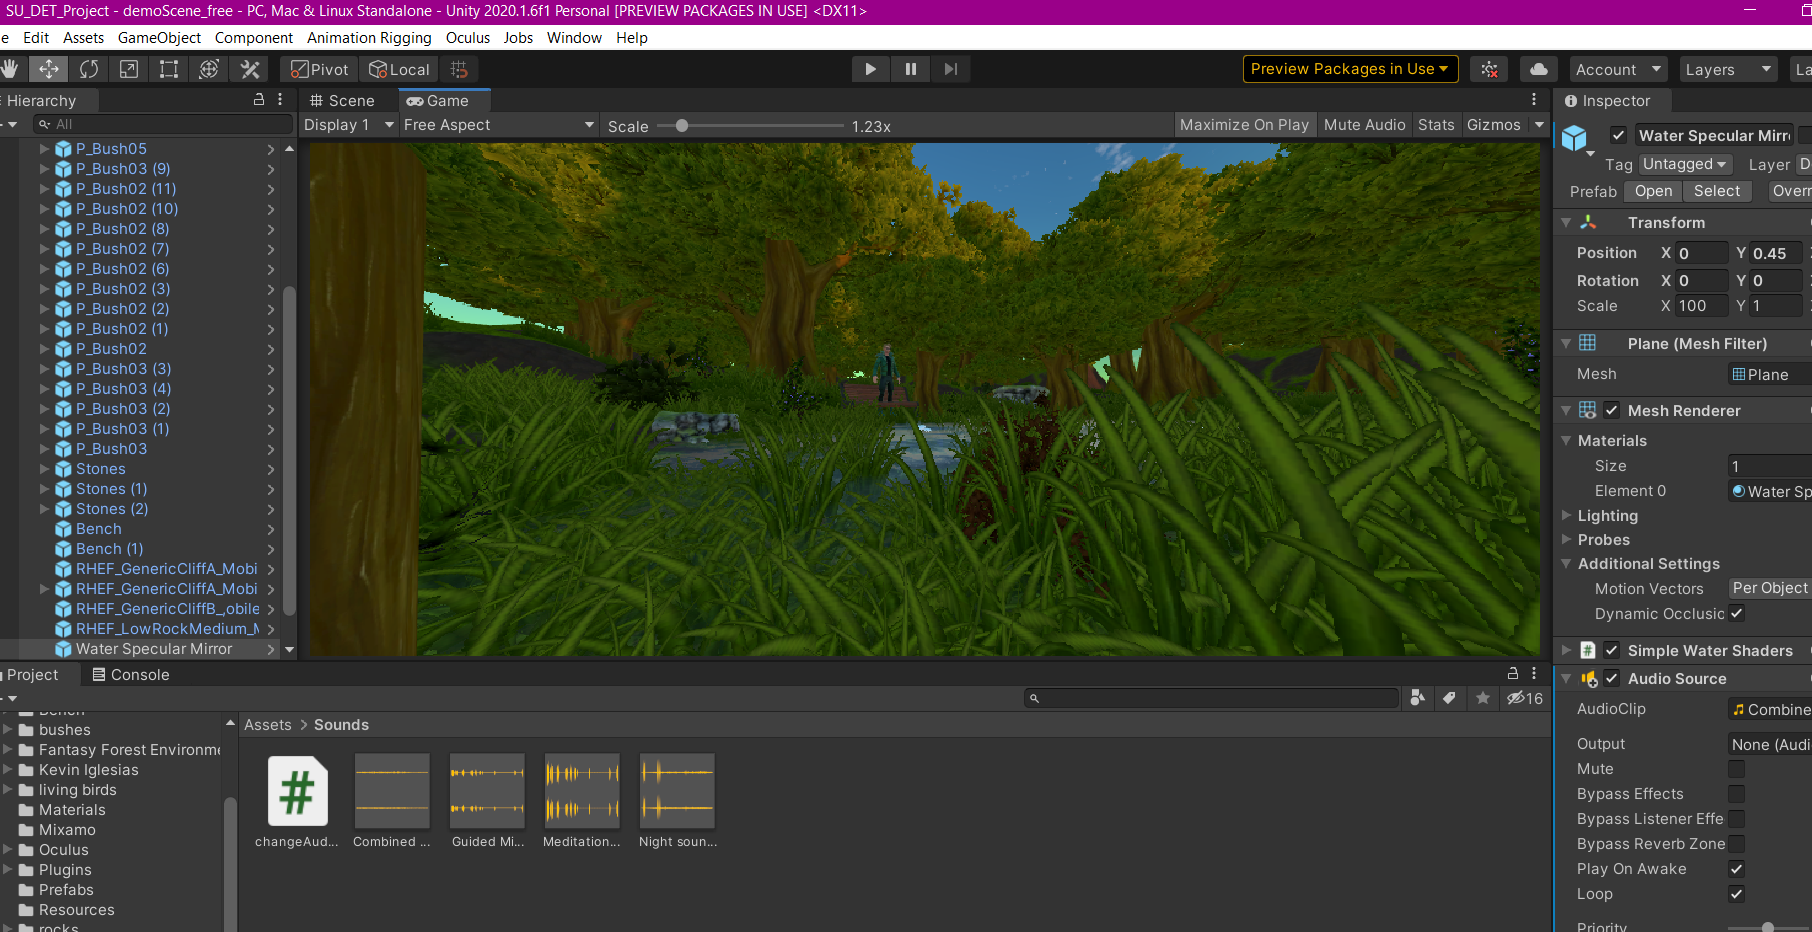 SU_DET_Project - demoScene_free - PC, Mac & Linux Standalone - Unity 2020.1.6f1 Personal [PREVIEW PACKAGES IN USE] <DX11>
e Edit Assets GameObject Component Animation Rigging Oculus Jobs Window Help
Pivot Local Preview Packages in Use Account Layers La
Hierarchy
All
P_Bush05
P_Bush03 (9)
P_Bush02 (11)
P_Bush02 (10)
P_Bush02 (8)
P_Bush02 (7)
P_Bush02 (6)
P_Bush02 (3)
P_Bush02 (2)
P_Bush02 (1)
P_Bush02
P_Bush03 (3)
P_Bush03 (4)
P_Bush03 (2)
P_Bush03 (1)
P_Bush03
Stones
Stones (1)
Stones (2)
Bench
Bench (1)
RHEF_GenericCliffA_Mobi
RHEF_GenericCliffA_Mobi
RHEF_GenericCliffB_obile
RHEF_LowRockMedium_M
Water Specular Mirror
Scene Game
Display 1 Free Aspect Scale 1.23x Maximize On Play Mute Audio Stats Gizmos
Inspector
Water Specular Mirr
Tag Untagged Layer D
Prefab Open Select Overr
Transform
Position X 0 Y 0.45
Rotation X 0 Y 0
Scale X 100 Y 1
Plane (Mesh Filter)
Mesh Plane
Mesh Renderer
Materials
Size 1
Element 0 Water Sp
Lighting
Probes
Additional Settings
Motion Vectors Per Object
Dynamic Occlusic
# Simple Water Shaders
Audio Source
AudioClip Combine
Output None (Audi
Mute
Bypass Effects
Bypass Listener Effe
Bypass Reverb Zone
Play On Awake
Loop
Priority
Project Console
16
Bench
bushes
Fantasy Forest Environme
Kevin Iglesias
living birds
Materials
Mixamo
Oculus
Plugins
Prefabs
Resources
rocks
Assets > Sounds
#
changeAud... Combined ... Guided Mi... Meditation... Night soun...